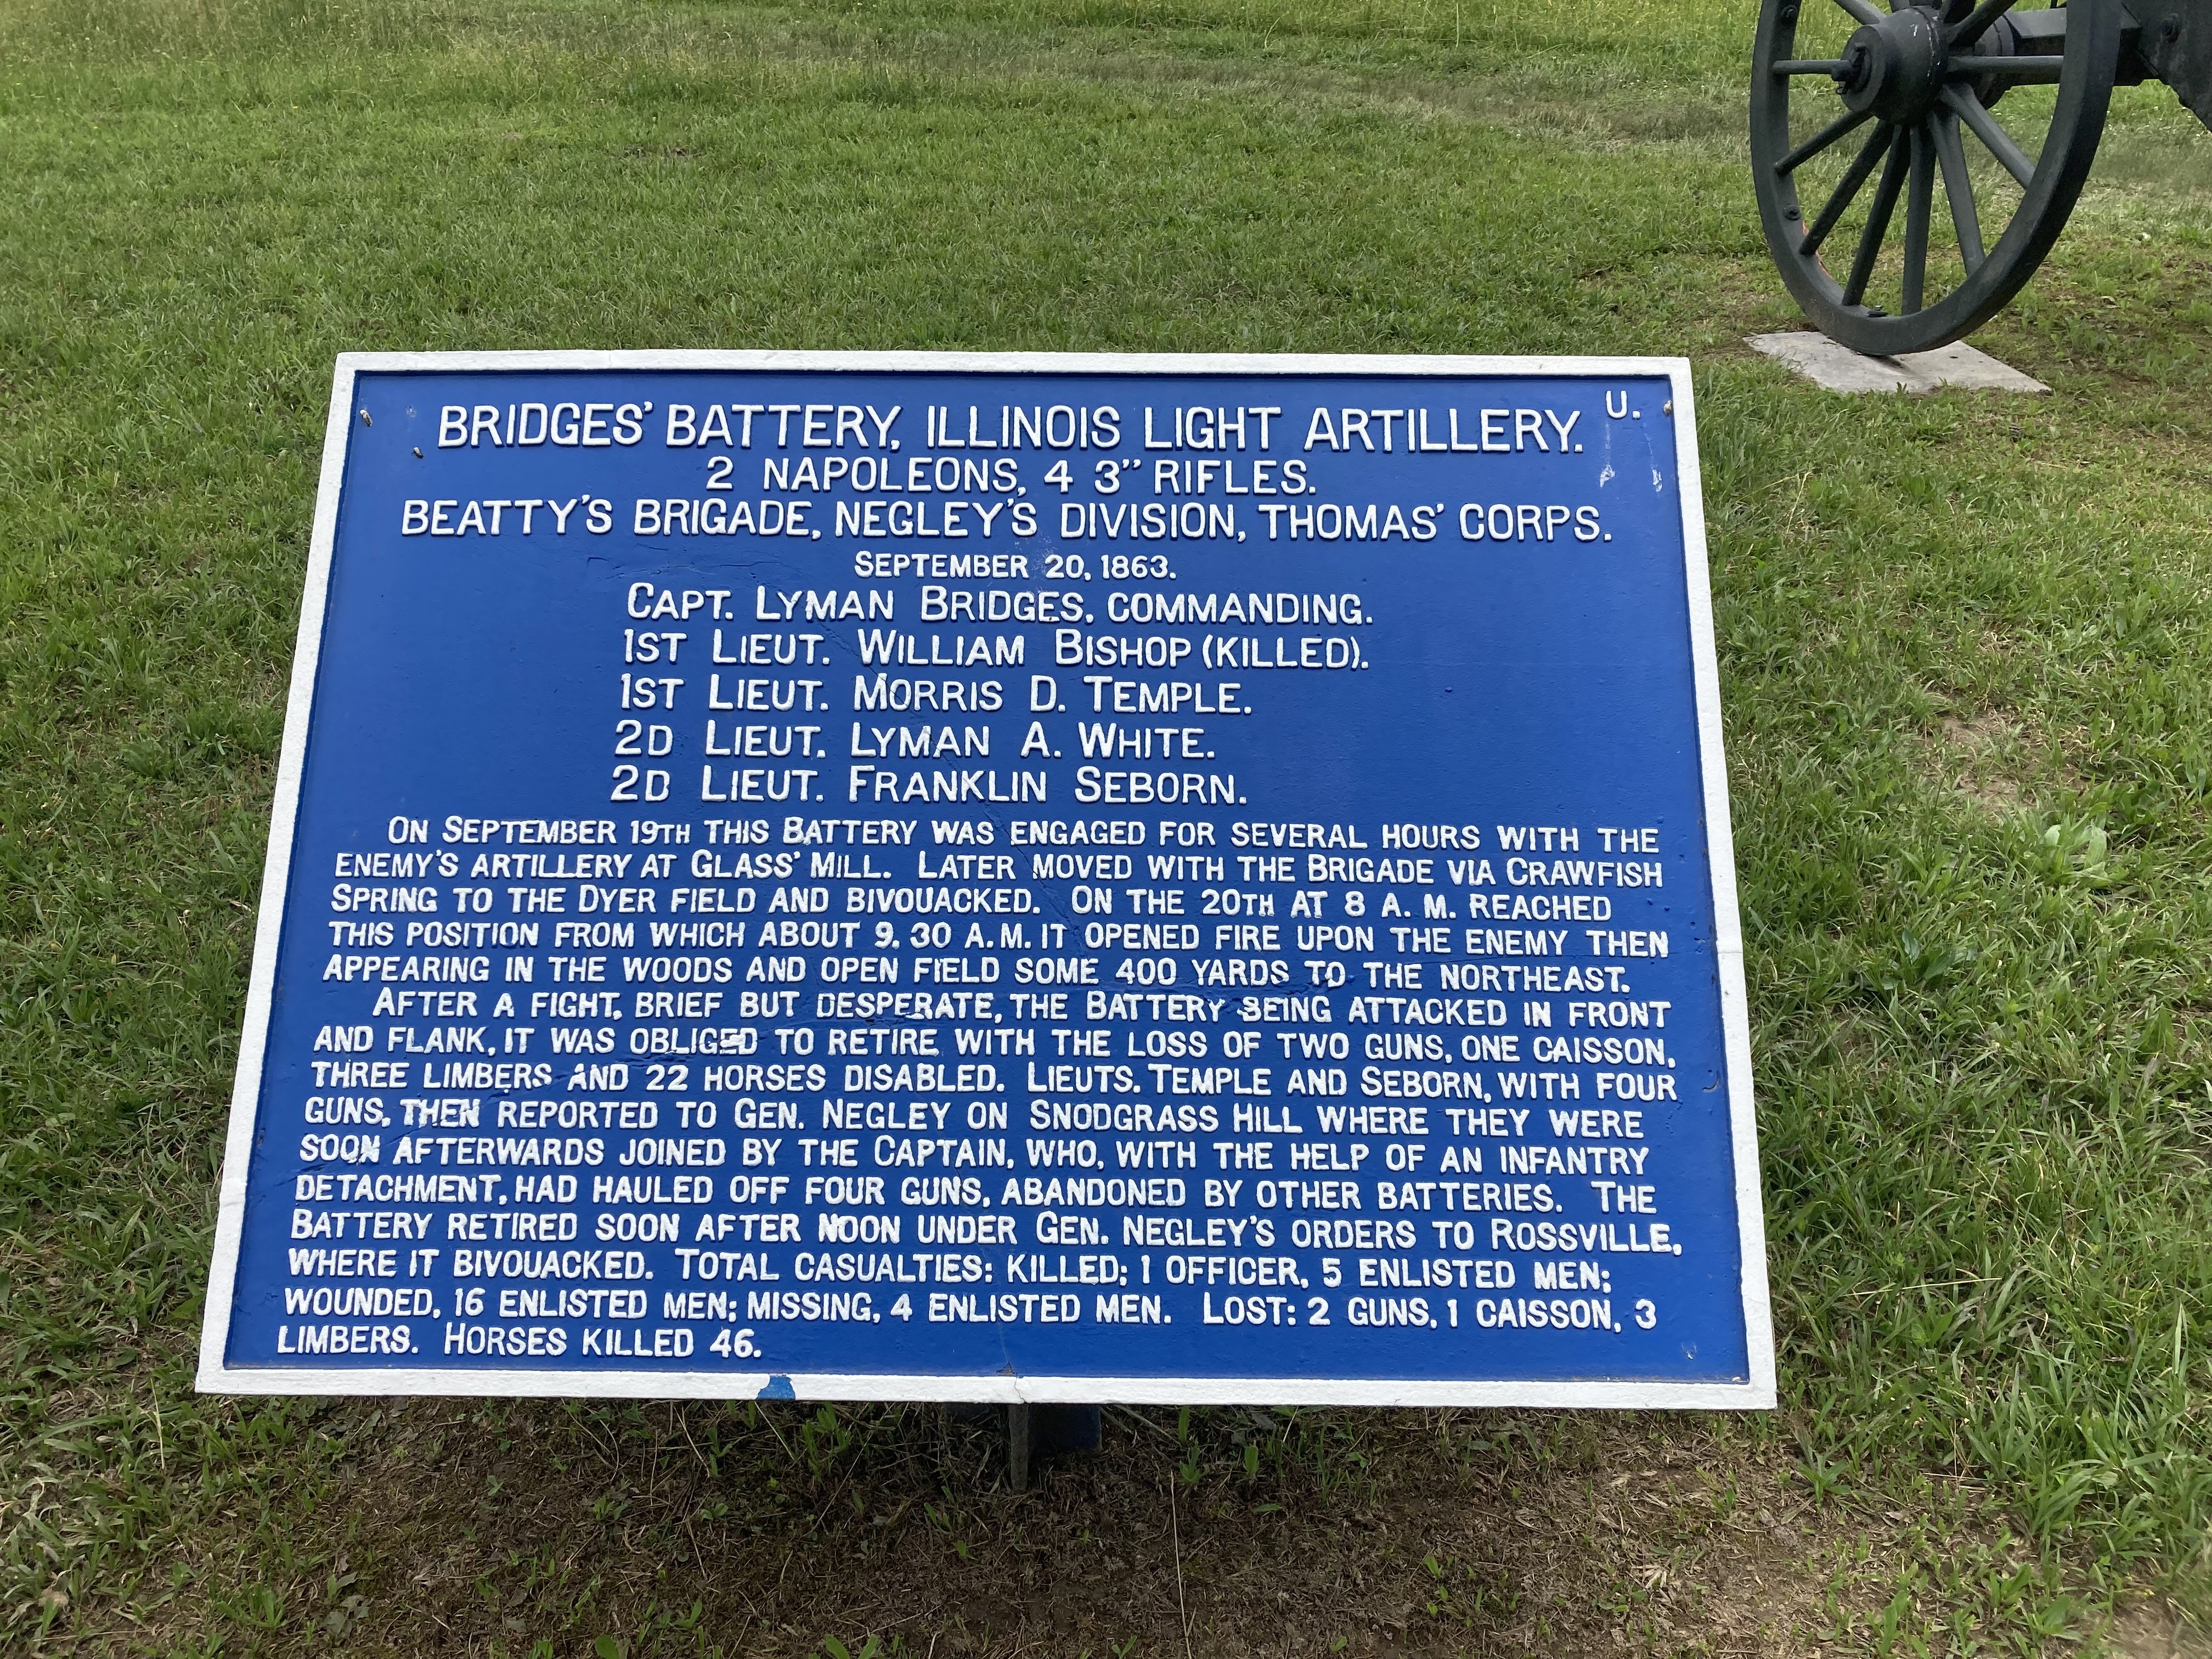 BRIDGES' BATTERY, ILLINOIS LIGHT ARTILLERY. U.
2 NAPOLEONS, 4 3" RIFLES.
BEATTY'S BRIGADE, NEGLEY'S DIVISION, THOMAS' CORPS.
SEPTEMBER 20, 1863.
CAPT. LYMAN BRIDGES, COMMANDING.
1ST LIEUT. WILLIAM BISHOP (KILLED).
1ST LIEUT. MORRIS D. TEMPLE.
2D LIEUT. LYMAN A. WHITE.
2D LIEUT. FRANKLIN SEBORN.
ON SEPTEMBER 19TH THIS BATTERY WAS ENGAGED FOR SEVERAL HOURS WITH THE
ENEMY'S ARTILLERY AT GLASS' MILL. LATER MOVED WITH THE BRIGADE VIA CRAWFISH
SPRING TO THE DYER FIELD AND BIVOUACKED. ON THE 20TH AT 8 A. M. REACHED
THIS POSITION FROM WHICH ABOUT 9.30 A.M. IT OPENED FIRE UPON THE ENEMY THEN
APPEARING IN THE WOODS AND OPEN FIELD SOME 400 YARDS TO THE NORTHEAST.
AFTER A FIGHT, BRIEF BUT DESPERATE, THE BATTERY BEING ATTACKED IN FRONT
AND FLANK, IT WAS OBLIGED TO RETIRE WITH THE LOSS OF TWO GUNS, ONE CAISSON,
THREE LIMBERS AND 22 HORSES DISABLED. LIEUTS. TEMPLE AND SEBORN, WITH FOUR
GUNS, THEN REPORTED TO GEN. NEGLEY ON SNODGRASS HILL WHERE THEY WERE
SOON AFTERWARDS JOINED BY THE CAPTAIN, WHO, WITH THE HELP OF AN INFANTRY
DETACHMENT, HAD HAULED OFF FOUR GUNS, ABANDONED BY OTHER BATTERIES. THE
BATTERY RETIRED SOON AFTER NOON UNDER GEN. NEGLEY'S ORDERS TO ROSSVILLE,
WHERE IT BIVOUACKED. TOTAL CASUALTIES: KILLED; 1 OFFICER, 5 ENLISTED MEN;
WOUNDED, 16 ENLISTED MEN; MISSING, 4 ENLISTED MEN. LOST: 2 GUNS, 1 CAISSON, 3
LIMBERS. HORSES KILLED 46.